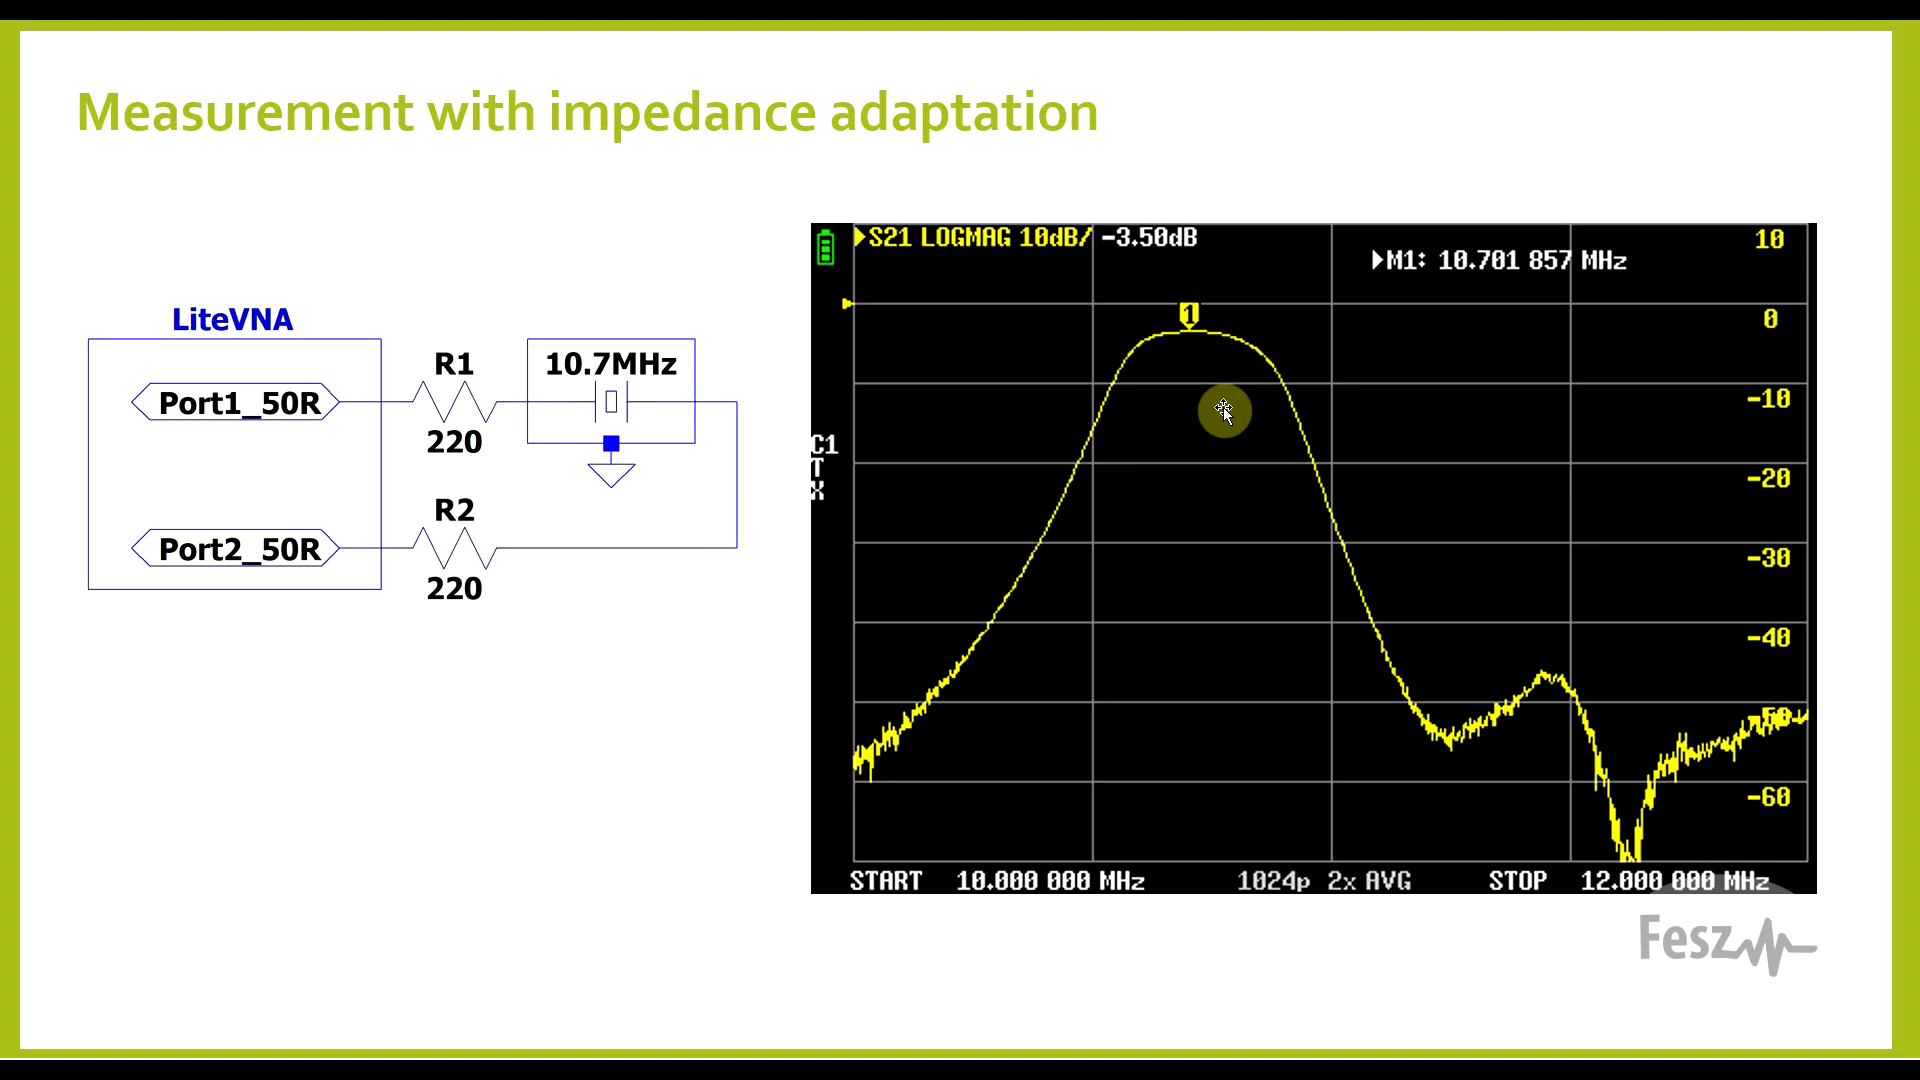 Measurement with impedance adaptation
LiteVNA
Port1_50R
R1
220
10.7MHz
Port2_50R
R2
220
S21 LOGMAG 10dB/ -3.50dB
M1: 10.701 857 MHz
1
C1
T
X
10
0
-10
-20
-30
-40
-50
-60
START 10.000 000 MHz
1024p 2x AVG
STOP 12.000 000 MHz
Fesz